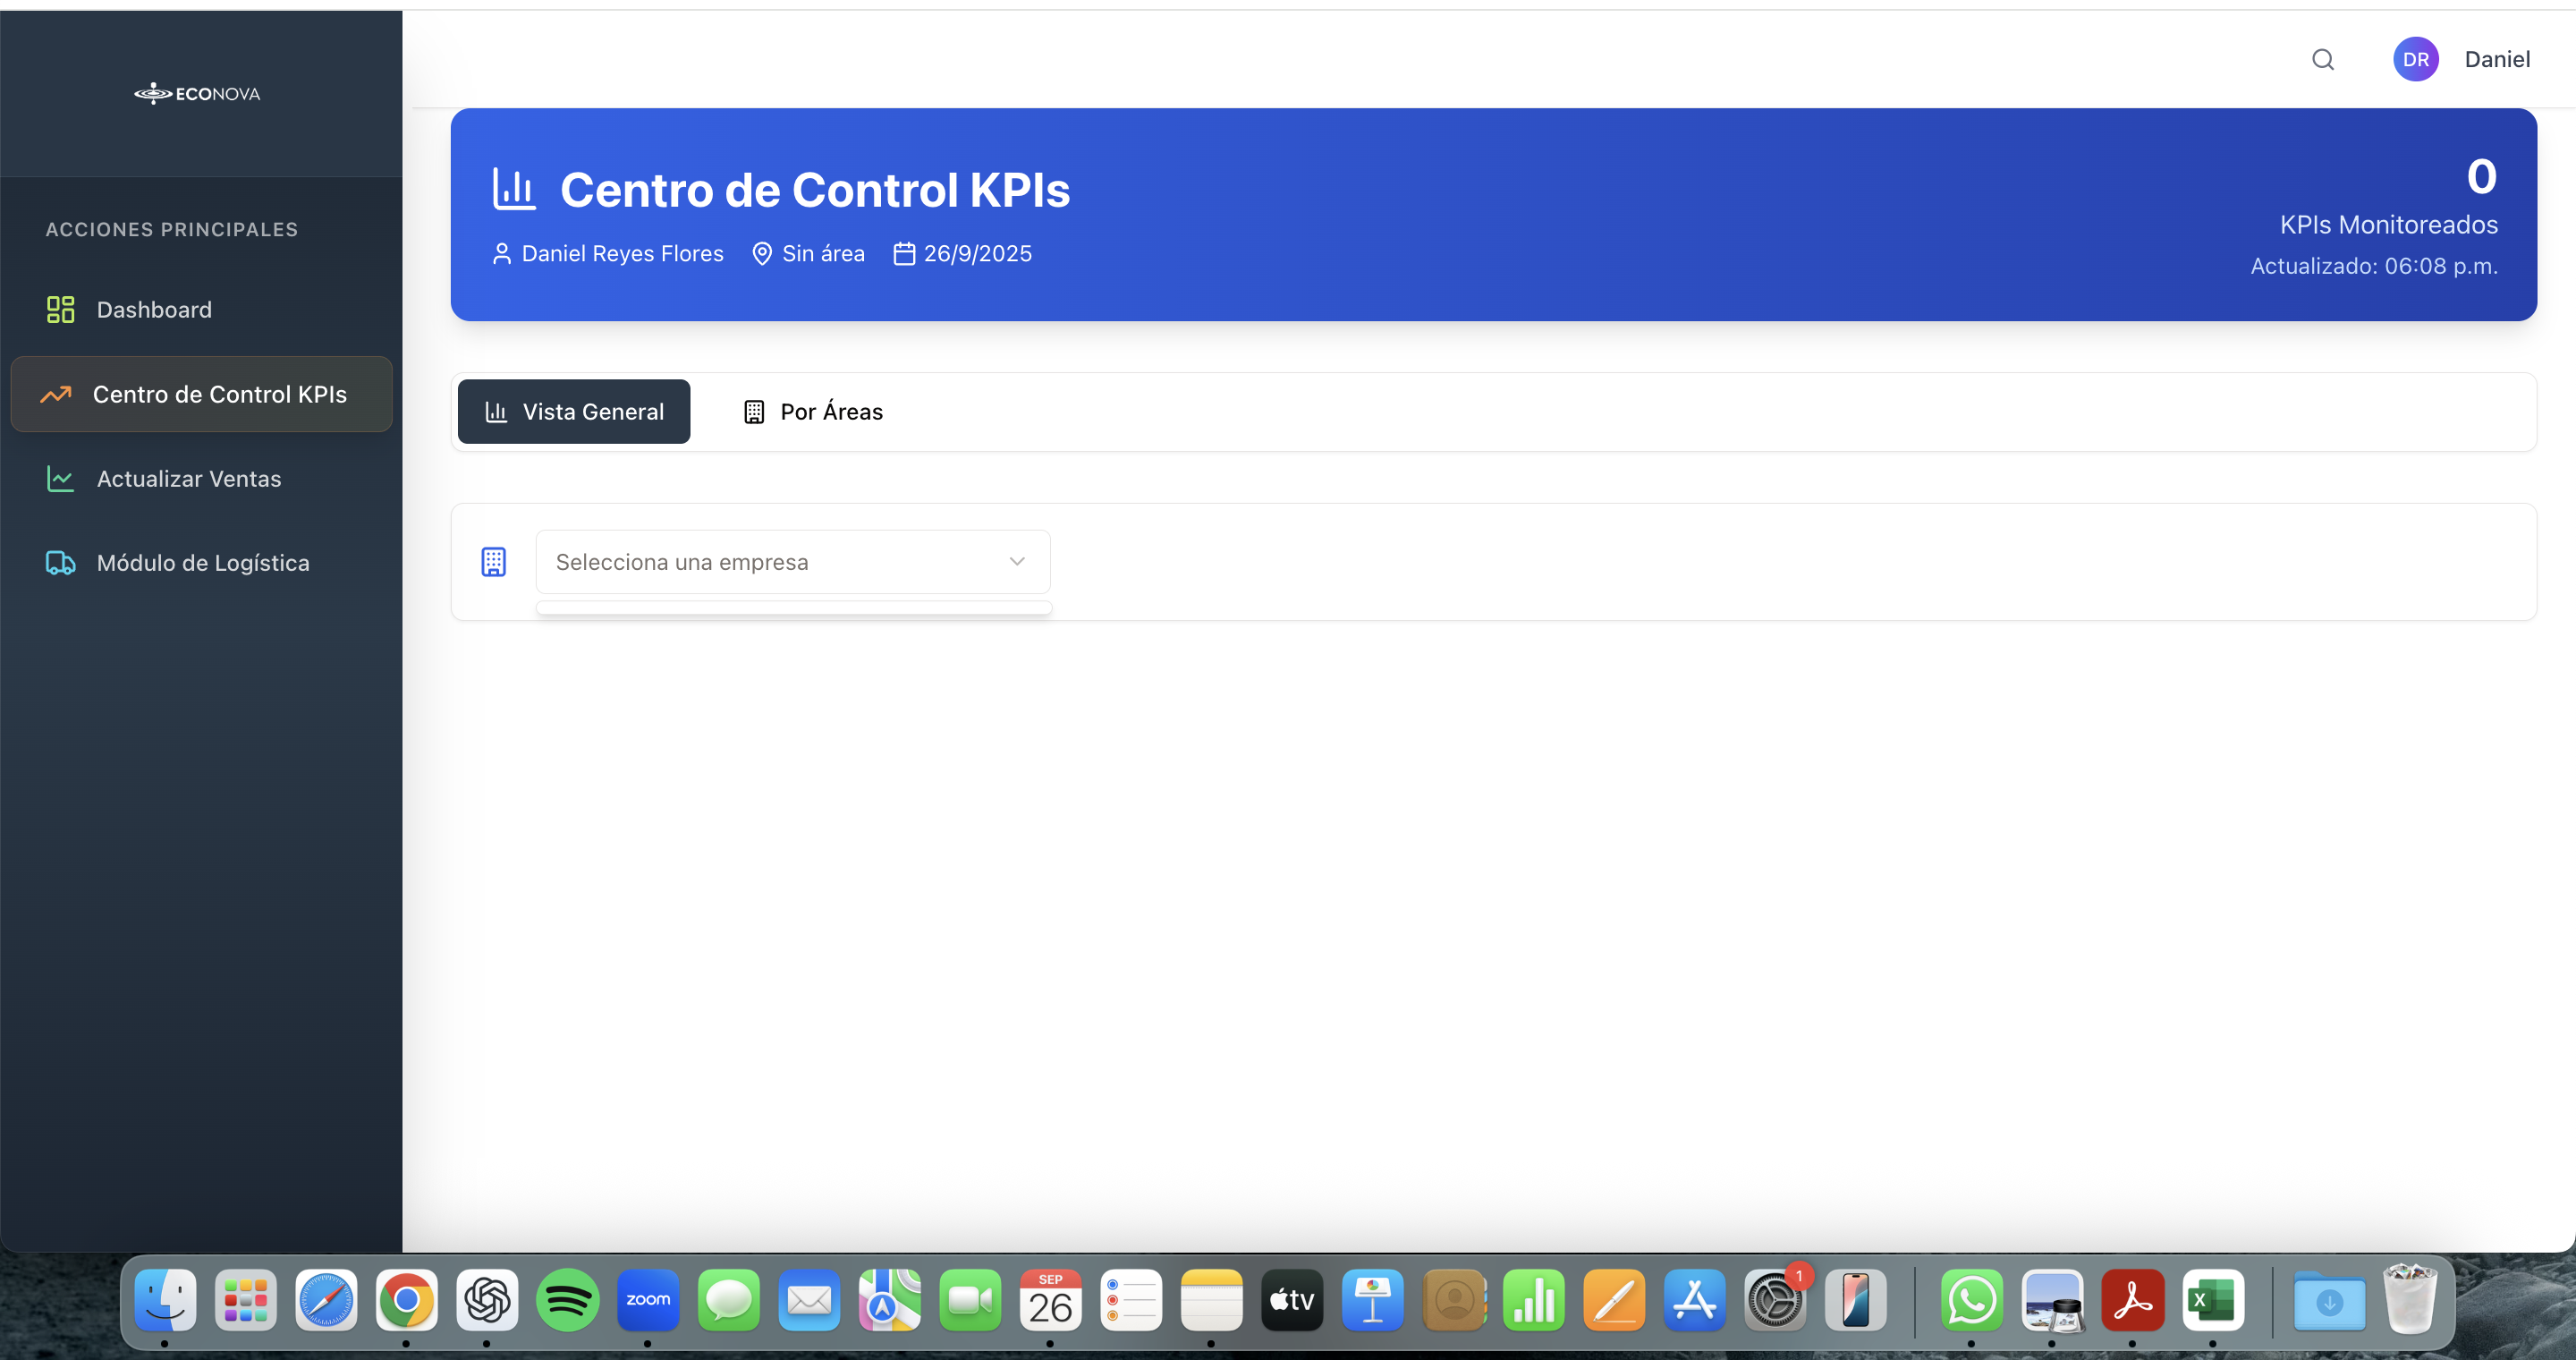 ECONOVA
ACCIONES PRINCIPALES
Dashboard
Centro de Control KPIs
Actualizar Ventas
Módulo de Logística
DR Daniel
Centro de Control KPIs
Daniel Reyes Flores Sin área 26/9/2025
0
KPIs Monitoreados
Actualizado: 06:08 p.m.
Vista General Por Áreas
Selecciona una empresa
zoom
SEP
26
tv
1
X